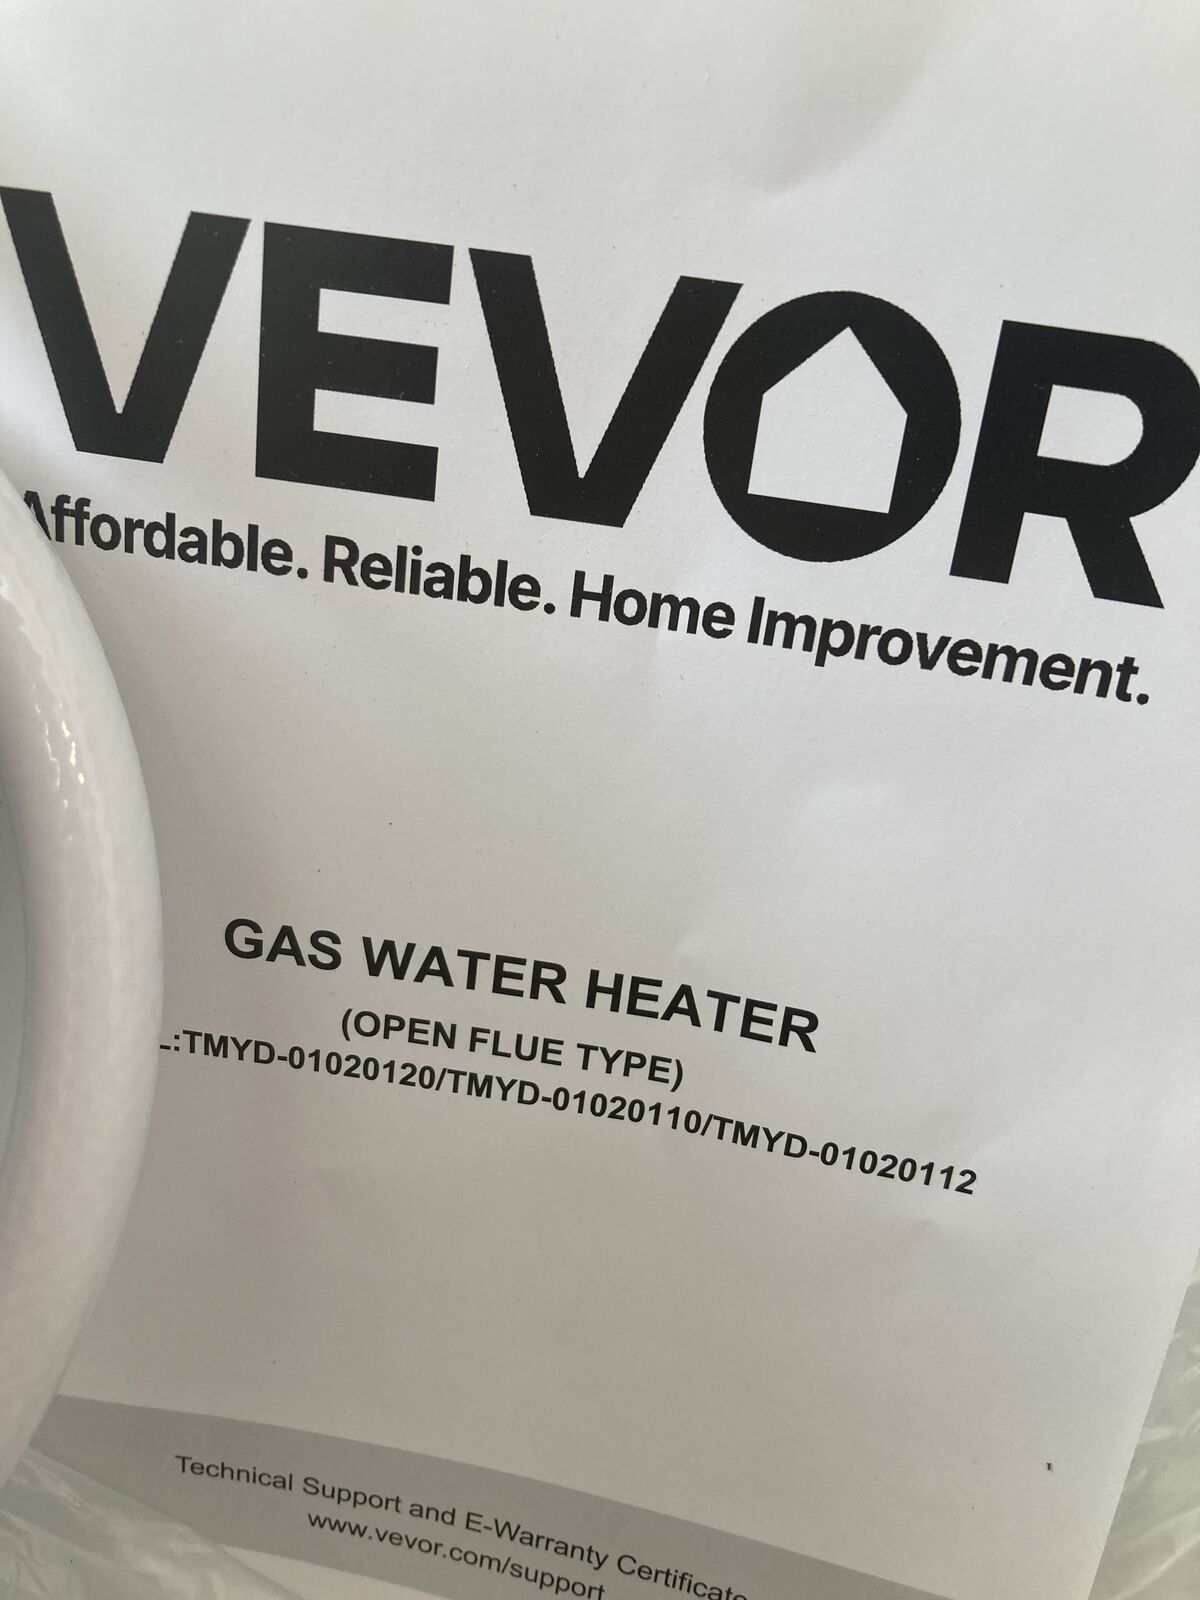 VEVOR
Affordable. Reliable. Home Improvement.
GAS WATER HEATER
(OPEN FLUE TYPE)
:TMYD-01020120/TMYD-01020110/TMYD-01020112
Technical Support and E-Warranty Certificate
www.vevor.com/support